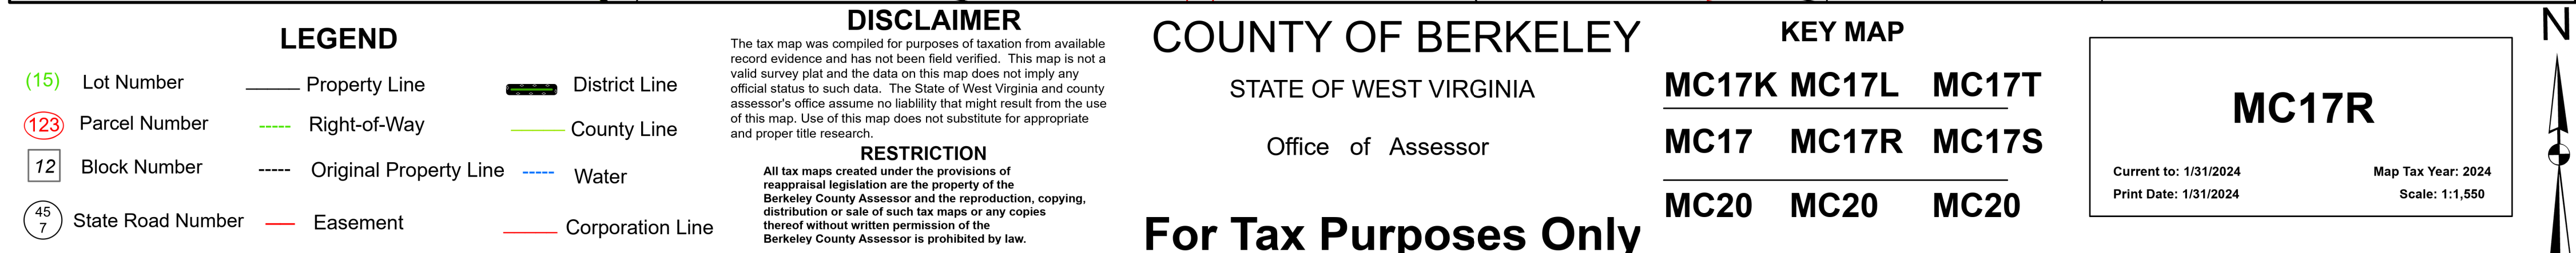 LEGEND
(15) Lot Number
123 Parcel Number
12 Block Number
45
7
State Road Number
Property Line
Right-of-Way
Original Property Line
Easement
District Line
County Line
Water
Corporation Line
DISCLAIMER
The tax map was compiled for purposes of taxation from available
record evidence and has not been field verified. This map is not a
valid survey plat and the data on this map does not imply any
official status to such data. The State of West Virginia and county
assessor's office assume no liablility that might result from the use
of this map. Use of this map does not substitute for appropriate
and proper title research.
RESTRICTION
All tax maps created under the provisions of
reappraisal legislation are the property of the
Berkeley County Assessor and the reproduction, copying,
distribution or sale of such tax maps or any copies
thereof without written permission of the
Berkeley County Assessor is prohibited by law.
COUNTY OF BERKELEY
STATE OF WEST VIRGINIA
Office of Assessor
For Tax Purposes Only
KEY MAP
MC17K MC17L MC17T
MC17 MC17R MC17S
MC20 MC20 MC20
MC17R
Current to: 1/31/2024 Map Tax Year: 2024
Print Date: 1/31/2024 Scale: 1:1,550
N